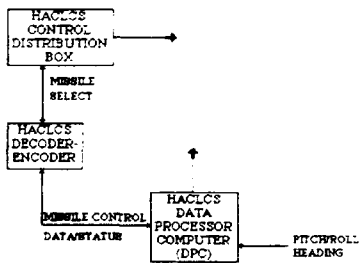 HACLCS
CONTROL
DISTRIBUTION
BOX
MISSILE
SELECT
HACLCS
DECODER-
ENCODER
MISSILE CONTROL
DATA/STATUS
HACLCS
DATA
PROCESSOR
COMPUTER
(DPC)
PITCH/ROLL
HEADING